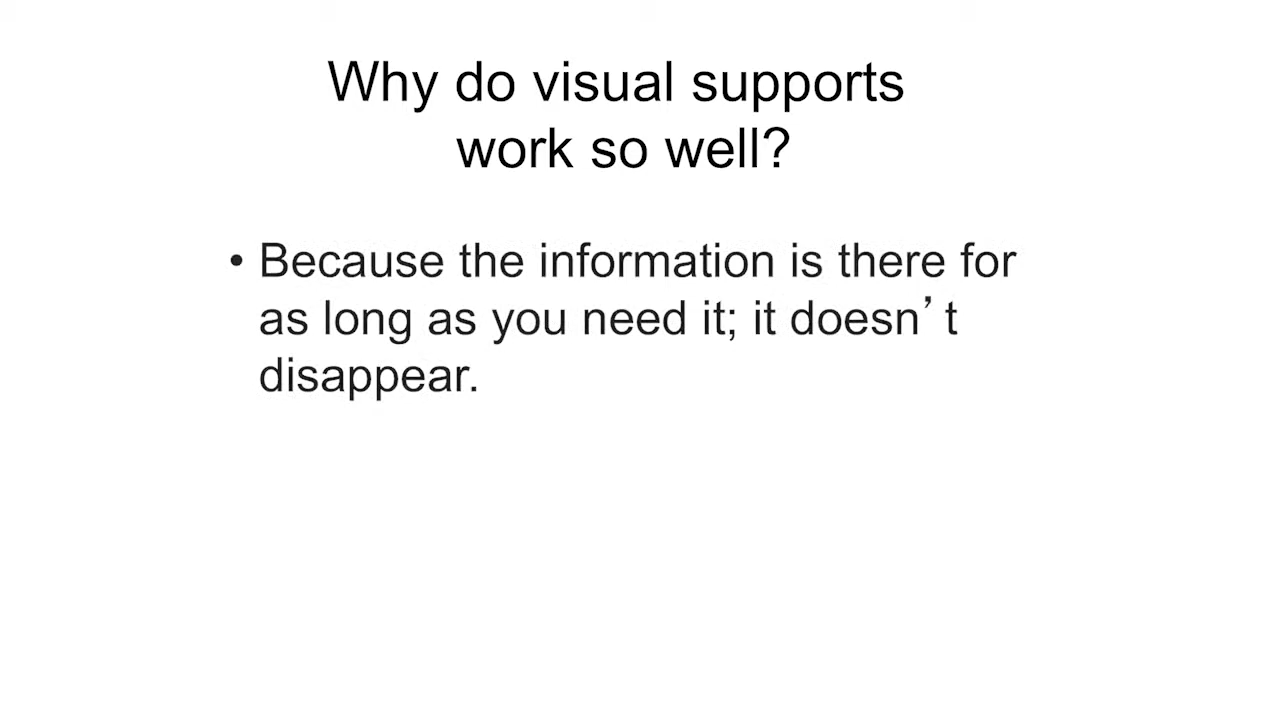 Why do visual supports
work so well?
• Because the information is there for
as long as you need it; it doesn’ t
disappear.